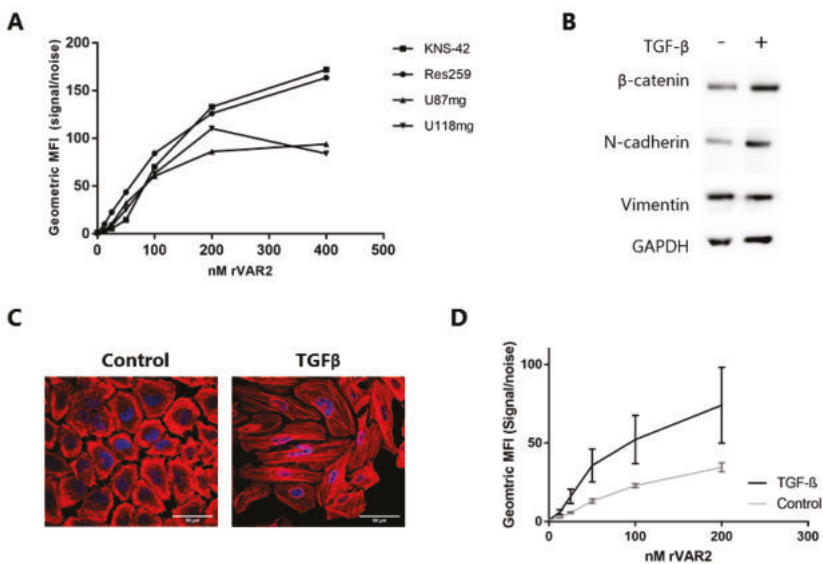 A
Geometric MFI (signal/noise)
200
150
100
50
0
0 100 200 300 400 500
nM rVAR2
KNS-42
Res259
U87mg
U118mg
B
TGF-β - +
β-catenin
N-cadherin
Vimentin
GAPDH
C
Control
TGFβ
D
Geomtric MFI (Signal/noise)
100
50
0
0 100 200 300
nM rVAR2
TGF-ß
Control